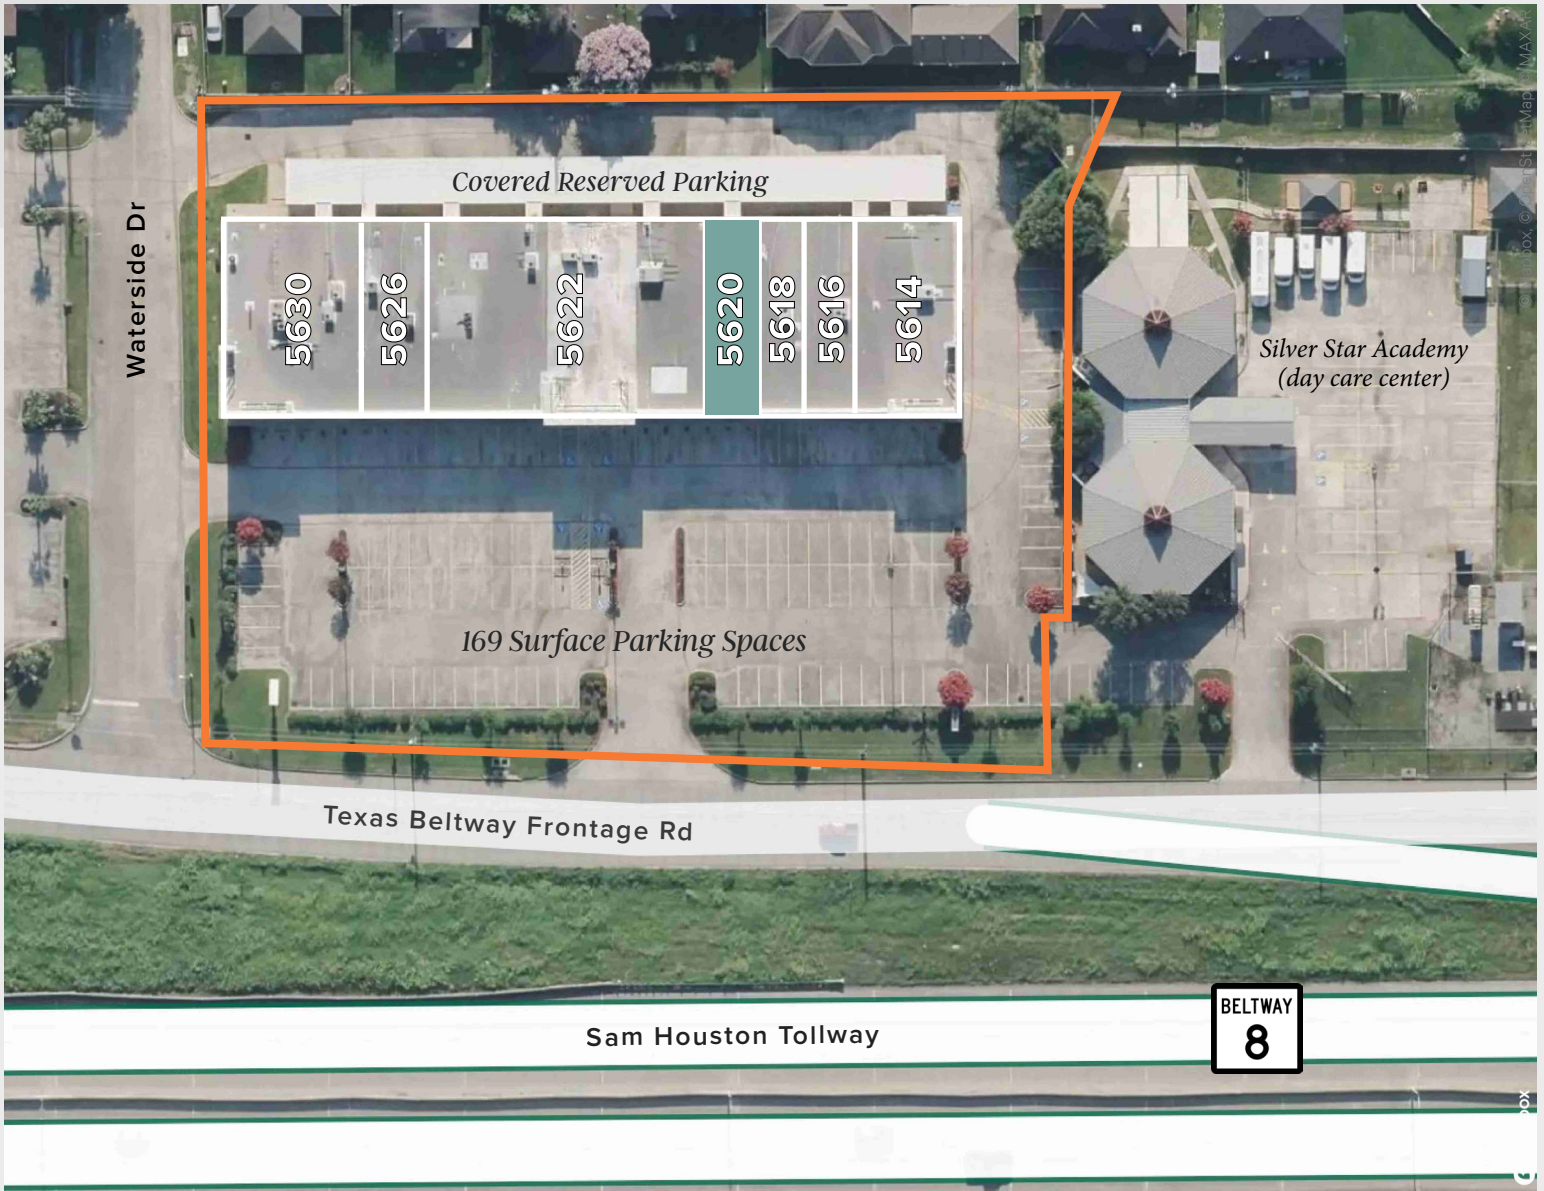 Covered Reserved Parking
Waterside Dr
5630
5626
5622
5620
5618
5616
5614
Silver Star Academy
(day care center)
169 Surface Parking Spaces
Texas Beltway Frontage Rd
Sam Houston Tollway
BELTWAY
8